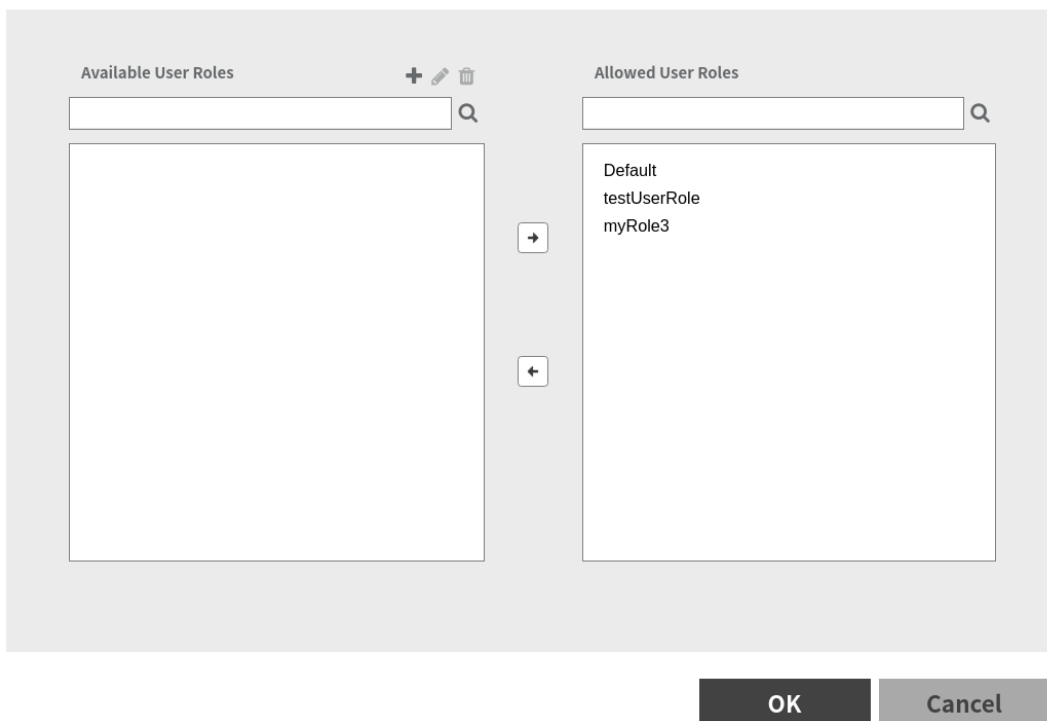 Available User Roles
Allowed User Roles
Default
testUserRole
myRole3
OK
Cancel